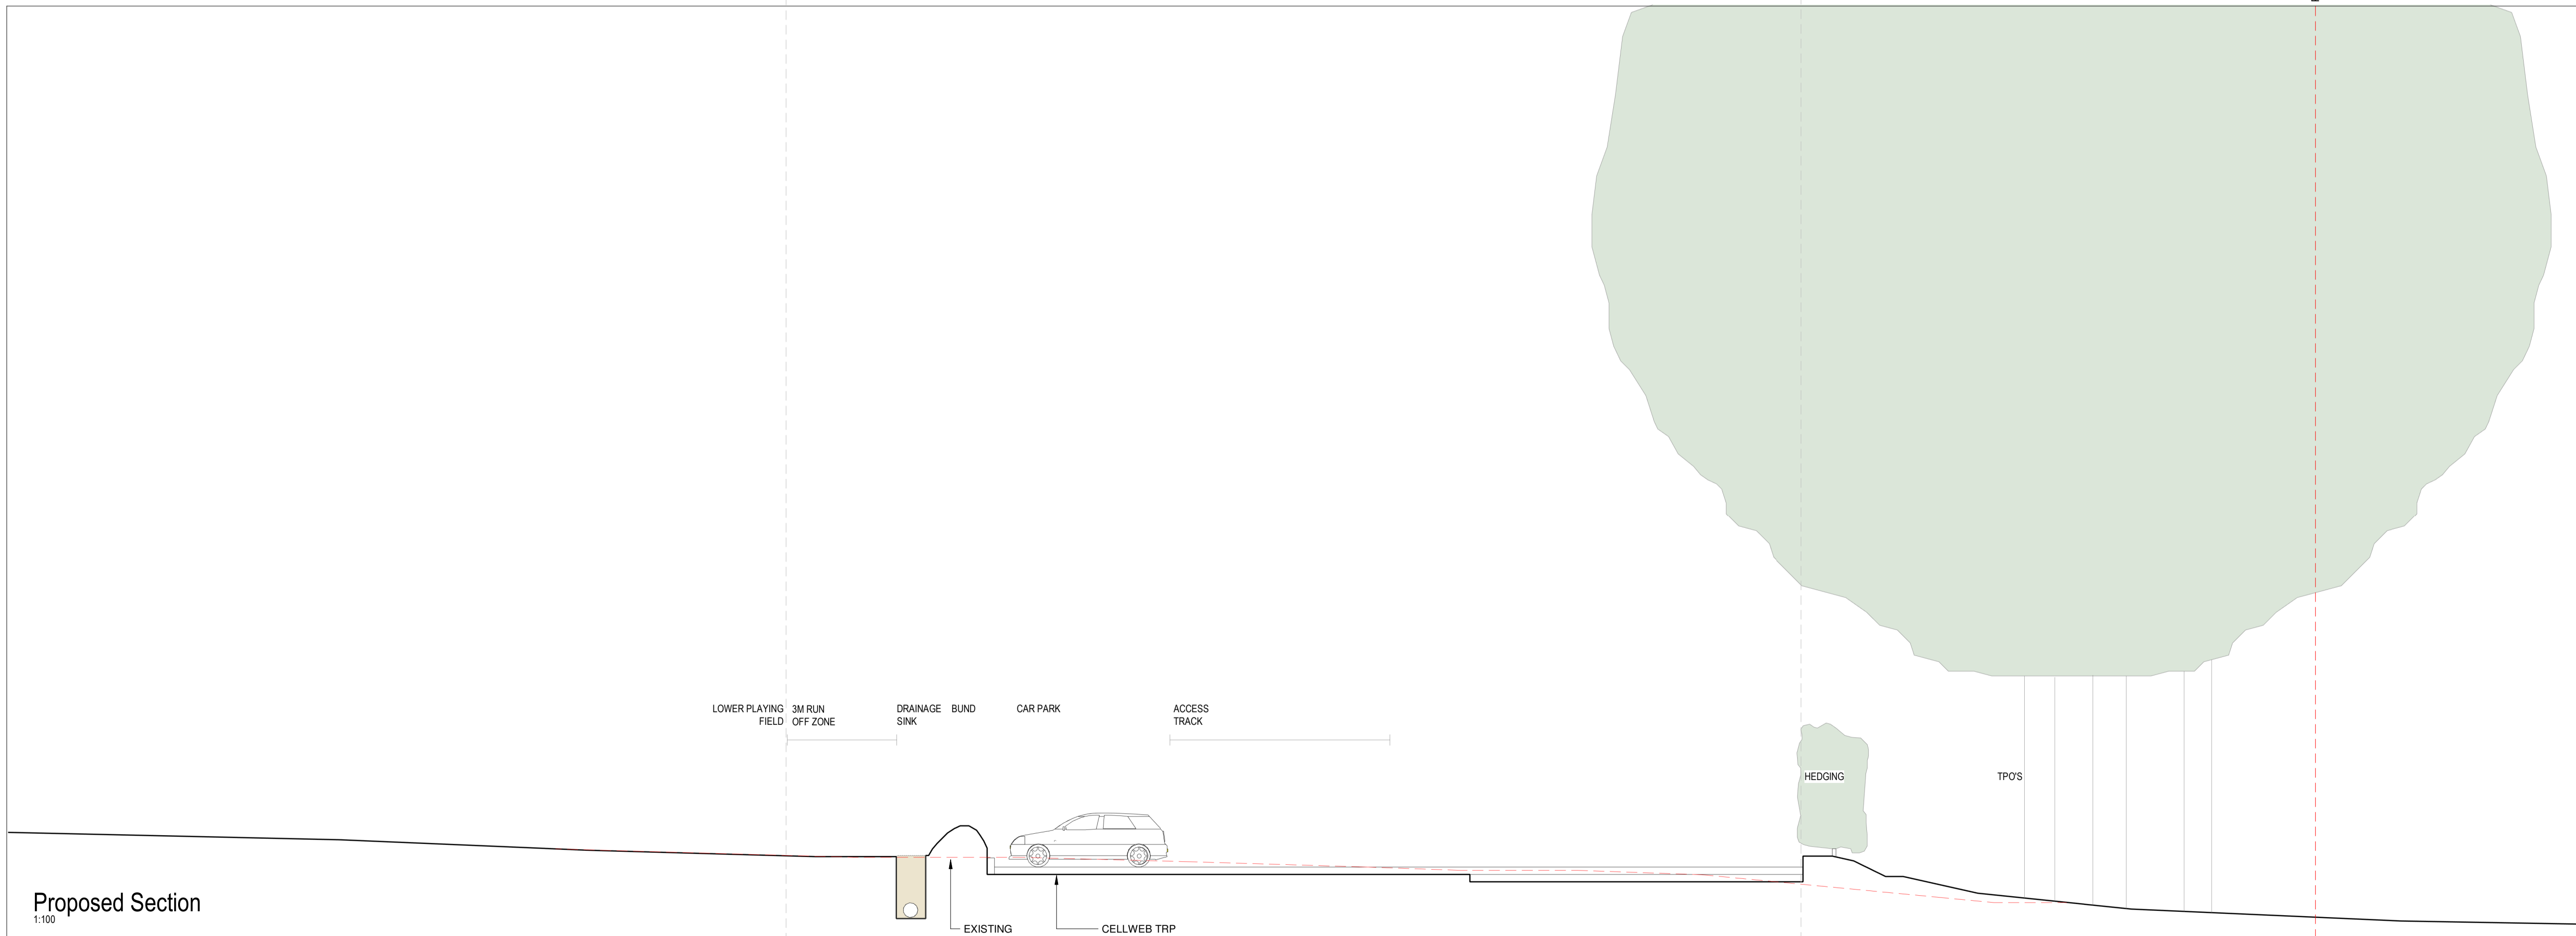 LOWER PLAYING
FIELD
3M RUN
OFF ZONE
DRAINAGE
SINK
BUND
CAR PARK
ACCESS
TRACK
HEDGING
TPO'S
EXISTING
CELLWEB TRP
Proposed Section
1:100